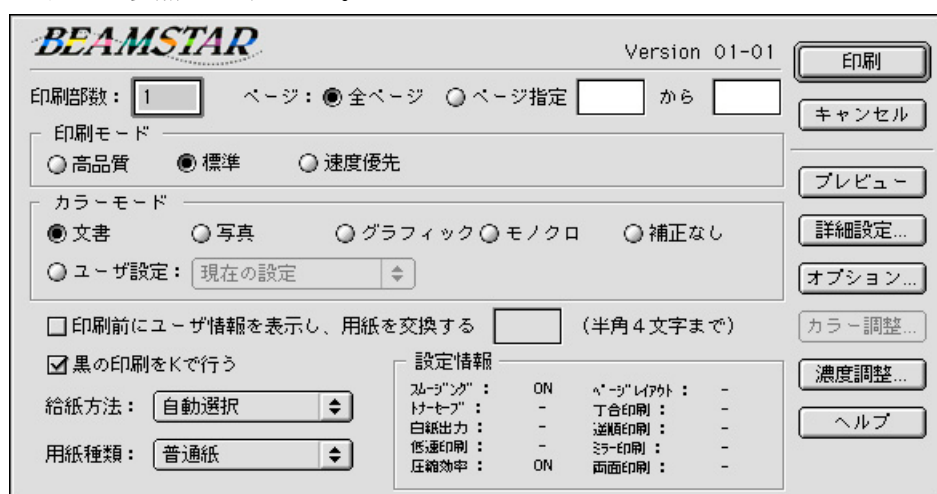 BEAMSTAR
Version 01-01
印刷
印刷部数： 1 ページ： 全ページ ページ指定 から
キャンセル
印刷モード
高品質 標準 速度優先
プレビュー
カラーモード
文書 写真 グラフィック モノクロ 補正なし
詳細設定...
ユーザ設定： 現在の設定
オプション...
印刷前にユーザ情報を表示し、用紙を交換する (半角4文字まで)
カラー調整...
黒の印刷をKで行う
設定情報
濃度調整...
給紙方法： 自動選択
ｽﾑｰｼﾞﾝｸﾞ： ON ﾍﾟｰｼﾞﾚｲｱｳﾄ： -
ﾄﾅｰｾｰﾌﾞ： - 丁合印刷： -
白紙出力： - 逆順印刷： -
ヘルプ
用紙種類： 普通紙
低速印刷： - ﾐﾗｰ印刷： -
圧縮効率： ON 両面印刷： -